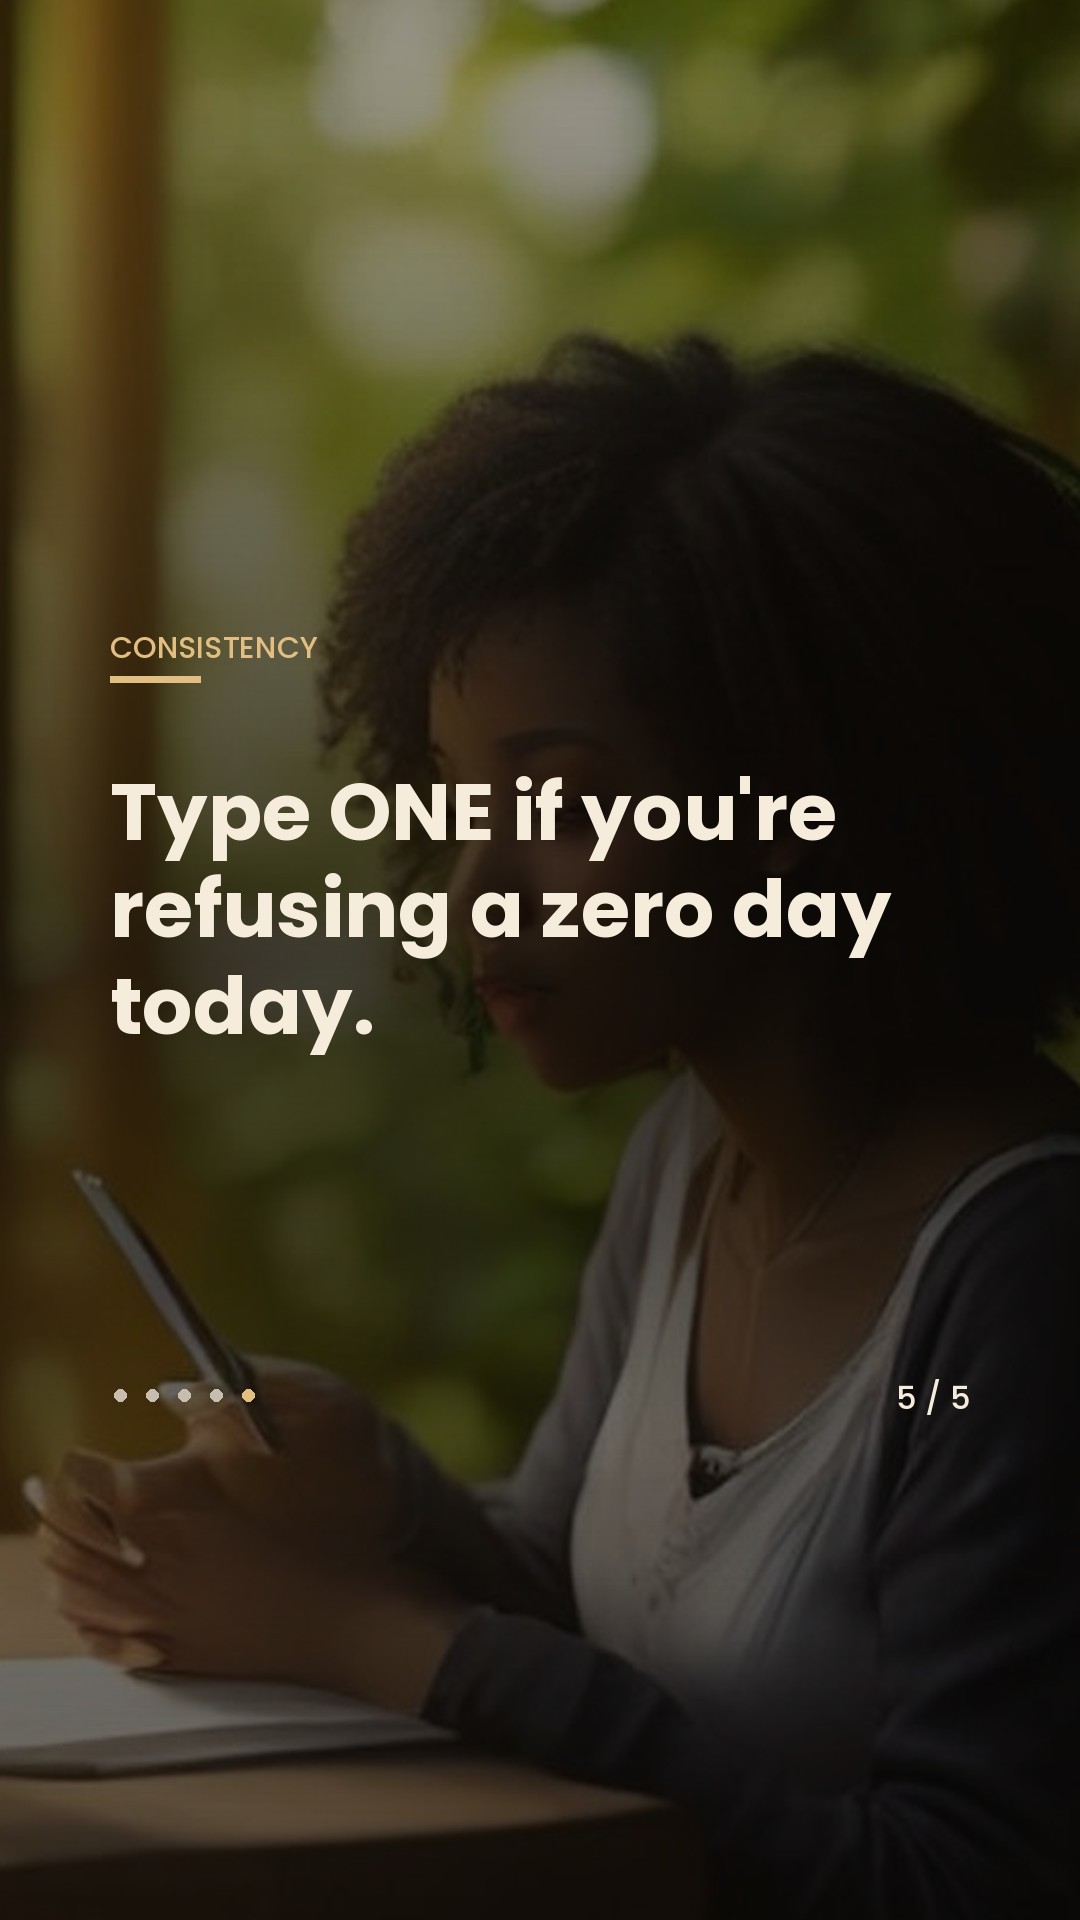 CONSISTENCY
Type ONE if you're
refusing a zero day
today.
5 / 5